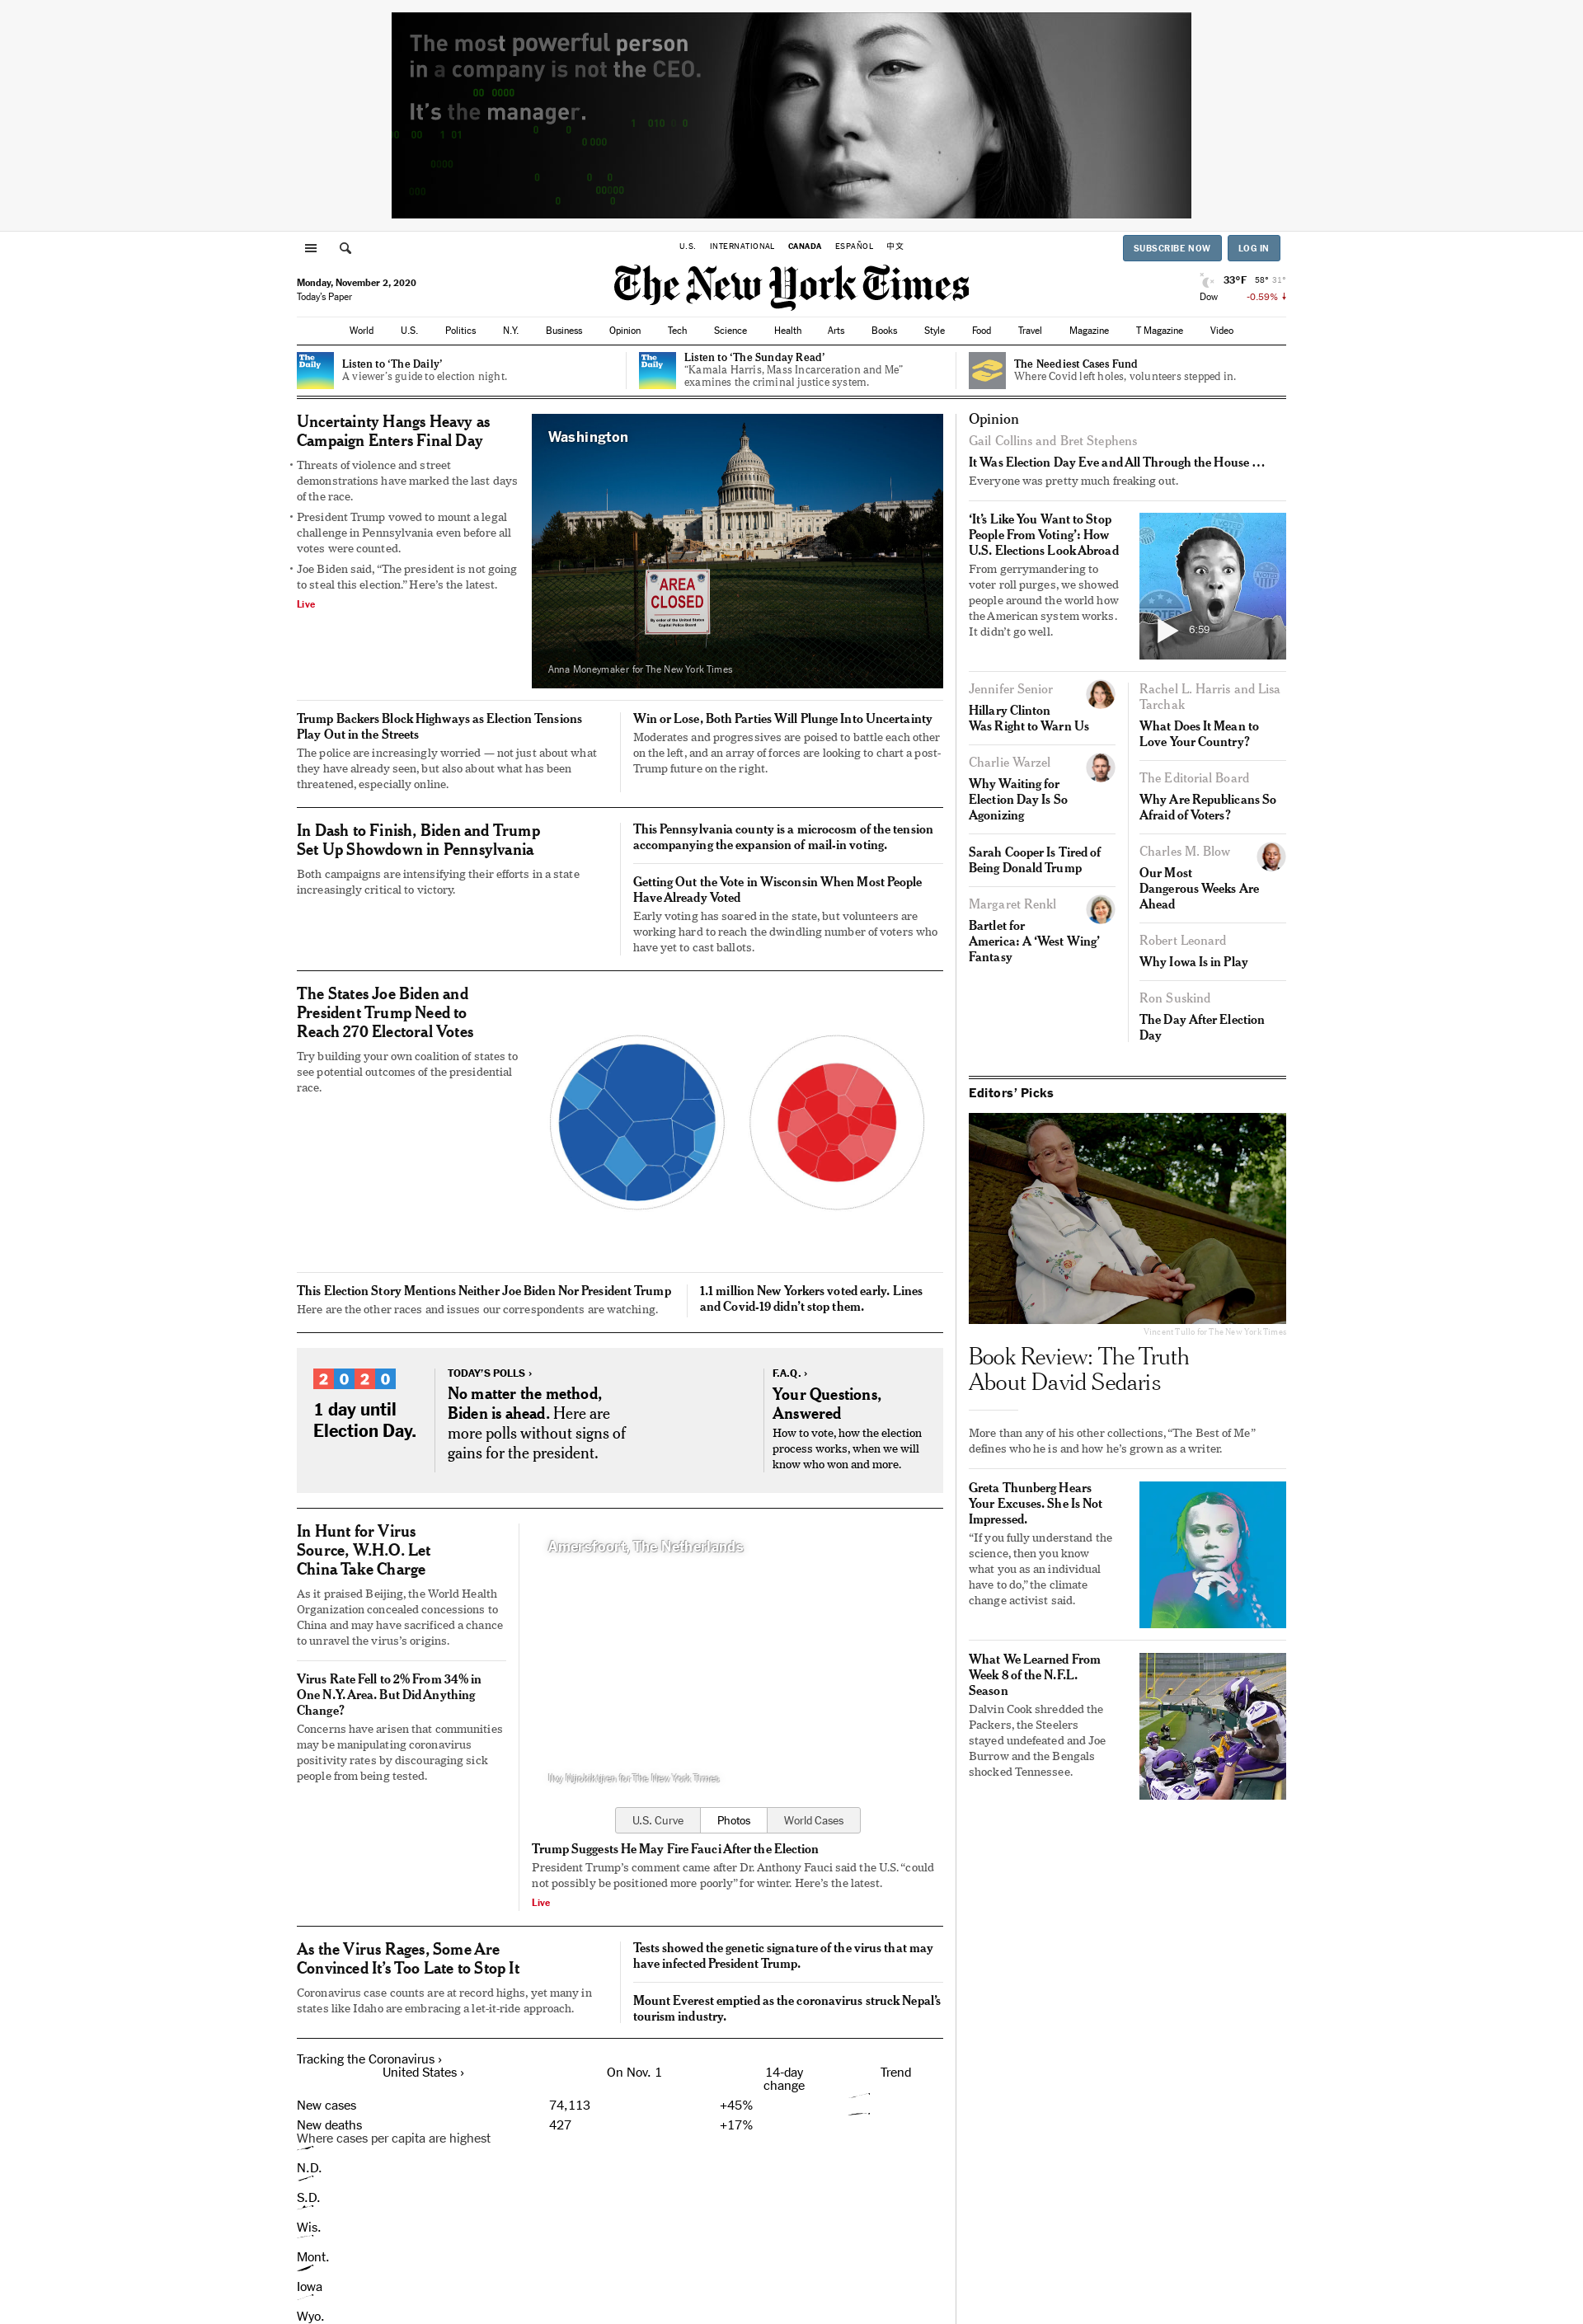 The most powerful person
in a company is not the CEO.
It's the manager.
U.S.
INTERNATIONAL
CANADA
ESPAÑOL
中文
SUBSCRIBE NOW
LOG IN
Monday, November 2, 2020
Today's Paper
The New York Times
33°F 58° 31°
Dow -0.59% ↓
World
U.S.
Politics
N.Y.
Business
Opinion
Tech
Science
Health
Arts
Books
Style
Food
Travel
Magazine
T Magazine
Video
The
Daily
Listen to ‘The Daily’
A viewer’s guide to election night.
The
Daily
Listen to ‘The Sunday Read’
“Kamala Harris, Mass Incarceration and Me”
examines the criminal justice system.
The Neediest Cases Fund
Where Covid left holes, volunteers stepped in.
Uncertainty Hangs Heavy as
Campaign Enters Final Day
• Threats of violence and street
demonstrations have marked the last days
of the race.
• President Trump vowed to mount a legal
challenge in Pennsylvania even before all
votes were counted.
• Joe Biden said, “The president is not going
to steal this election.” Here’s the latest.
Live
Washington
AREA
CLOSED
By order of the United States
Capitol Police Board
Anna Moneymaker for The New York Times
Trump Backers Block Highways as Election Tensions
Play Out in the Streets
The police are increasingly worried — not just about what
they have already seen, but also about what has been
threatened, especially online.
Win or Lose, Both Parties Will Plunge Into Uncertainty
Moderates and progressives are poised to battle each other
on the left, and an array of forces are looking to chart a post-
Trump future on the right.
In Dash to Finish, Biden and Trump
Set Up Showdown in Pennsylvania
Both campaigns are intensifying their efforts in a state
increasingly critical to victory.
This Pennsylvania county is a microcosm of the tension
accompanying the expansion of mail-in voting.
Getting Out the Vote in Wisconsin When Most People
Have Already Voted
Early voting has soared in the state, but volunteers are
working hard to reach the dwindling number of voters who
have yet to cast ballots.
The States Joe Biden and
President Trump Need to
Reach 270 Electoral Votes
Try building your own coalition of states to
see potential outcomes of the presidential
race.
This Election Story Mentions Neither Joe Biden Nor President Trump
Here are the other races and issues our correspondents are watching.
1.1 million New Yorkers voted early. Lines
and Covid-19 didn’t stop them.
2020
1 day until
Election Day.
TODAY’S POLLS ›
No matter the method,
Biden is ahead. Here are
more polls without signs of
gains for the president.
F.A.Q. ›
Your Questions,
Answered
How to vote, how the election
process works, when we will
know who won and more.
In Hunt for Virus
Source, W.H.O. Let
China Take Charge
As it praised Beijing, the World Health
Organization concealed concessions to
China and may have sacrificed a chance
to unravel the virus’s origins.
Virus Rate Fell to 2% From 34% in
One N.Y. Area. But Did Anything
Change?
Concerns have arisen that communities
may be manipulating coronavirus
positivity rates by discouraging sick
people from being tested.
Amersfoort, The Netherlands
for The New York Times
U.S. Curve
Photos
World Cases
Trump Suggests He May Fire Fauci After the Election
President Trump’s comment came after Dr. Anthony Fauci said the U.S. “could
not possibly be positioned more poorly” for winter. Here’s the latest.
Live
As the Virus Rages, Some Are
Convinced It’s Too Late to Stop It
Coronavirus case counts are at record highs, yet many in
states like Idaho are embracing a let-it-ride approach.
Tests showed the genetic signature of the virus that may
have infected President Trump.
Mount Everest emptied as the coronavirus struck Nepal’s
tourism industry.
Tracking the Coronavirus ›
United States › On Nov. 1 14-day change Trend
New cases 74,113 +45%
New deaths 427 +17%
Where cases per capita are highest
N.D.
S.D.
Wis.
Mont.
Iowa
Wyo.
Opinion
Gail Collins and Bret Stephens
It Was Election Day Eve and All Through the House …
Everyone was pretty much freaking out.
‘It’s Like You Want to Stop
People From Voting’: How
U.S. Elections Look Abroad
From gerrymandering to
voter roll purges, we showed
people around the world how
the American system works.
It didn’t go well.
VOTED
VOTER
6:59
Jennifer Senior
Hillary Clinton
Was Right to Warn Us
Charlie Warzel
Why Waiting for
Election Day Is So
Agonizing
Sarah Cooper Is Tired of
Being Donald Trump
Margaret Renkl
Bartlet for
America: A ‘West Wing’
Fantasy
Rachel L. Harris and Lisa
Tarchak
What Does It Mean to
Love Your Country?
The Editorial Board
Why Are Republicans So
Afraid of Voters?
Charles M. Blow
Our Most
Dangerous Weeks Are
Ahead
Robert Leonard
Why Iowa Is in Play
Ron Suskind
The Day After Election
Day
Editors’ Picks
Vincent Tullo for The New York Times
Book Review: The Truth
About David Sedaris
More than any of his other collections, “The Best of Me”
defines who he is and how he’s grown as a writer.
Greta Thunberg Hears
Your Excuses. She Is Not
Impressed.
“If you fully understand the
science, then you know
what you as an individual
have to do,” the climate
change activist said.
What We Learned From
Week 8 of the N.F.L.
Season
Dalvin Cook shredded the
Packers, the Steelers
stayed undefeated and Joe
Burrow and the Bengals
shocked Tennessee.